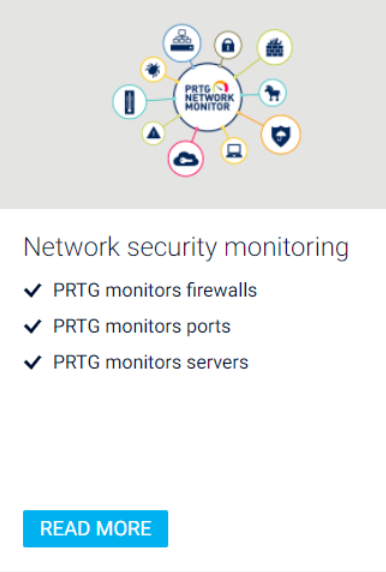 PRTG
NETWORK
MONITOR
Network security monitoring
PRTG monitors firewalls
PRTG monitors ports
PRTG monitors servers
READ MORE